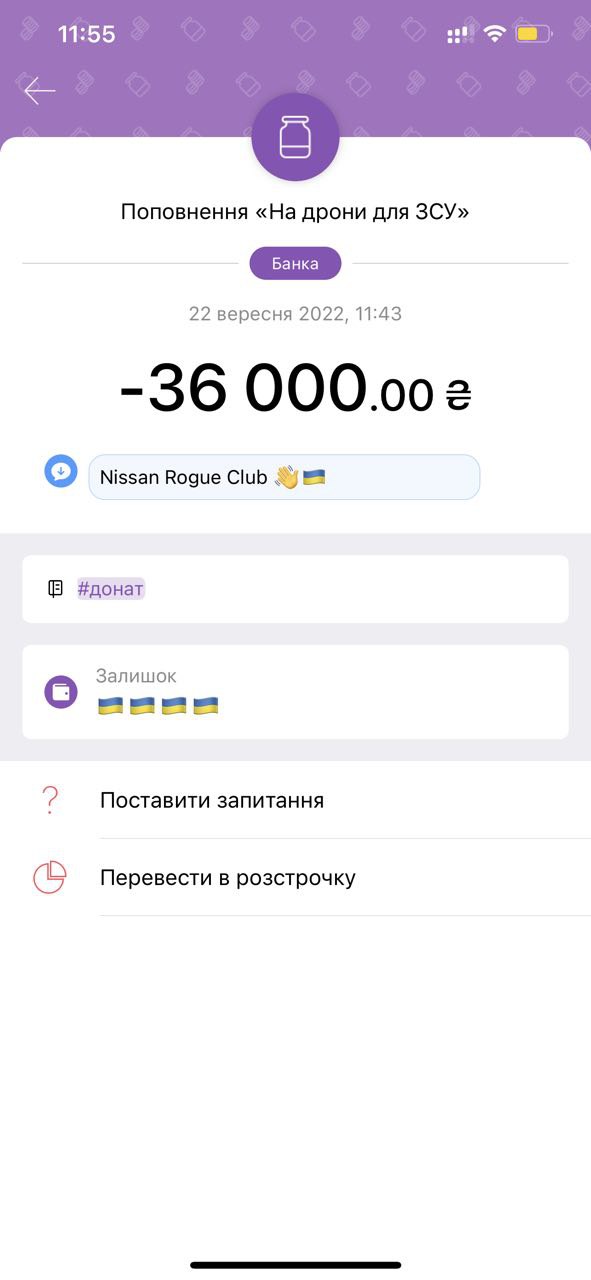 11:55
Поповнення «На дрони для ЗСУ»
Банка
22 вересня 2022, 11:43
-36 000.00 ₴
Nissan Rogue Club 👋🇺🇦
#донат
Залишок
🇺🇦🇺🇦🇺🇦🇺🇦
Поставити запитання
Перевести в розстрочку